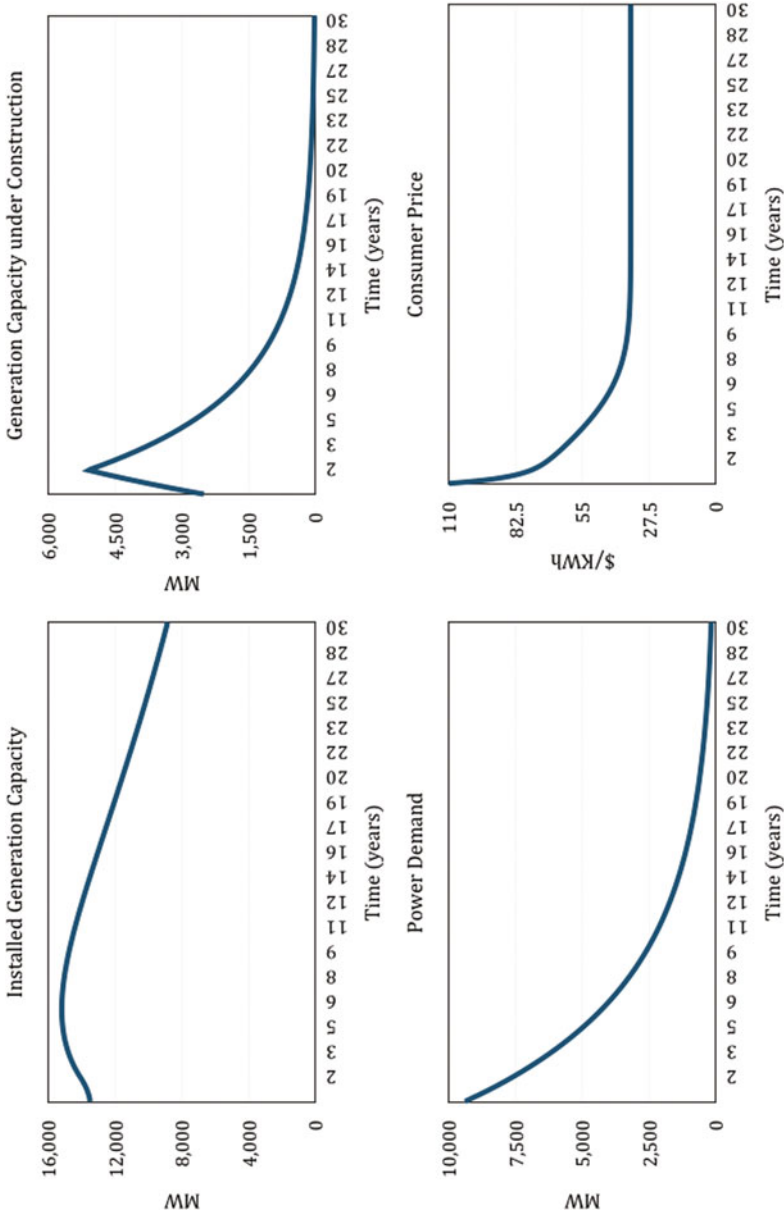 Installed Generation Capacity
MW
16,000
12,000
8,000
4,000
0
2 3 5 6 8 9 11 12 14 16 17 19 20 22 23 25 27 28 30
Time (years)
Generation Capacity under Construction
MW
6,000
4,500
3,000
1,500
0
2 3 5 6 8 9 11 12 14 16 17 19 20 22 23 25 27 28 30
Time (years)
Power Demand
MW
10,000
7,500
5,000
2,500
0
2 3 5 6 8 9 11 12 14 16 17 19 20 22 23 25 27 28 30
Time (years)
Consumer Price
$/KWh
110
82.5
55
27.5
0
2 3 5 6 8 9 11 12 14 16 17 19 20 22 23 25 27 28 30
Time (years)